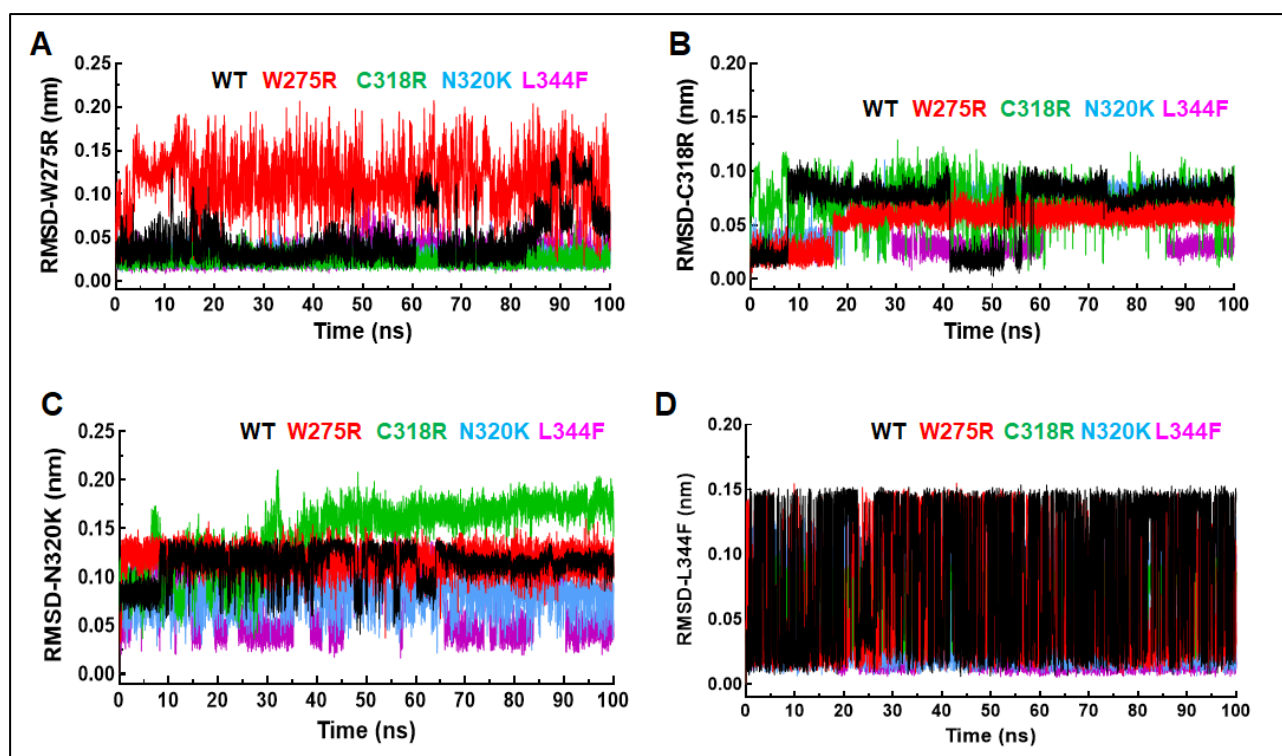 A
WT W275R C318R N320K L344F
RMSD-W275R (nm)
0.25
0.20
0.15
0.10
0.05
0.00
0 10 20 30 40 50 60 70 80 90 100
Time (ns)
B
WT W275R C318R N320K L344F
RMSD-C318R (nm)
0.20
0.15
0.10
0.05
0.00
0 10 20 30 40 50 60 70 80 90 100
Time (ns)
C
WT W275R C318R N320K L344F
RMSD-N320K (nm)
0.25
0.20
0.15
0.10
0.05
0.00
0 10 20 30 40 50 60 70 80 90 100
Time (ns)
D
WT W275R C318R N320K L344F
RMSD-L344F (nm)
0.20
0.15
0.10
0.05
0.00
0 10 20 30 40 50 60 70 80 90 100
Time (ns)